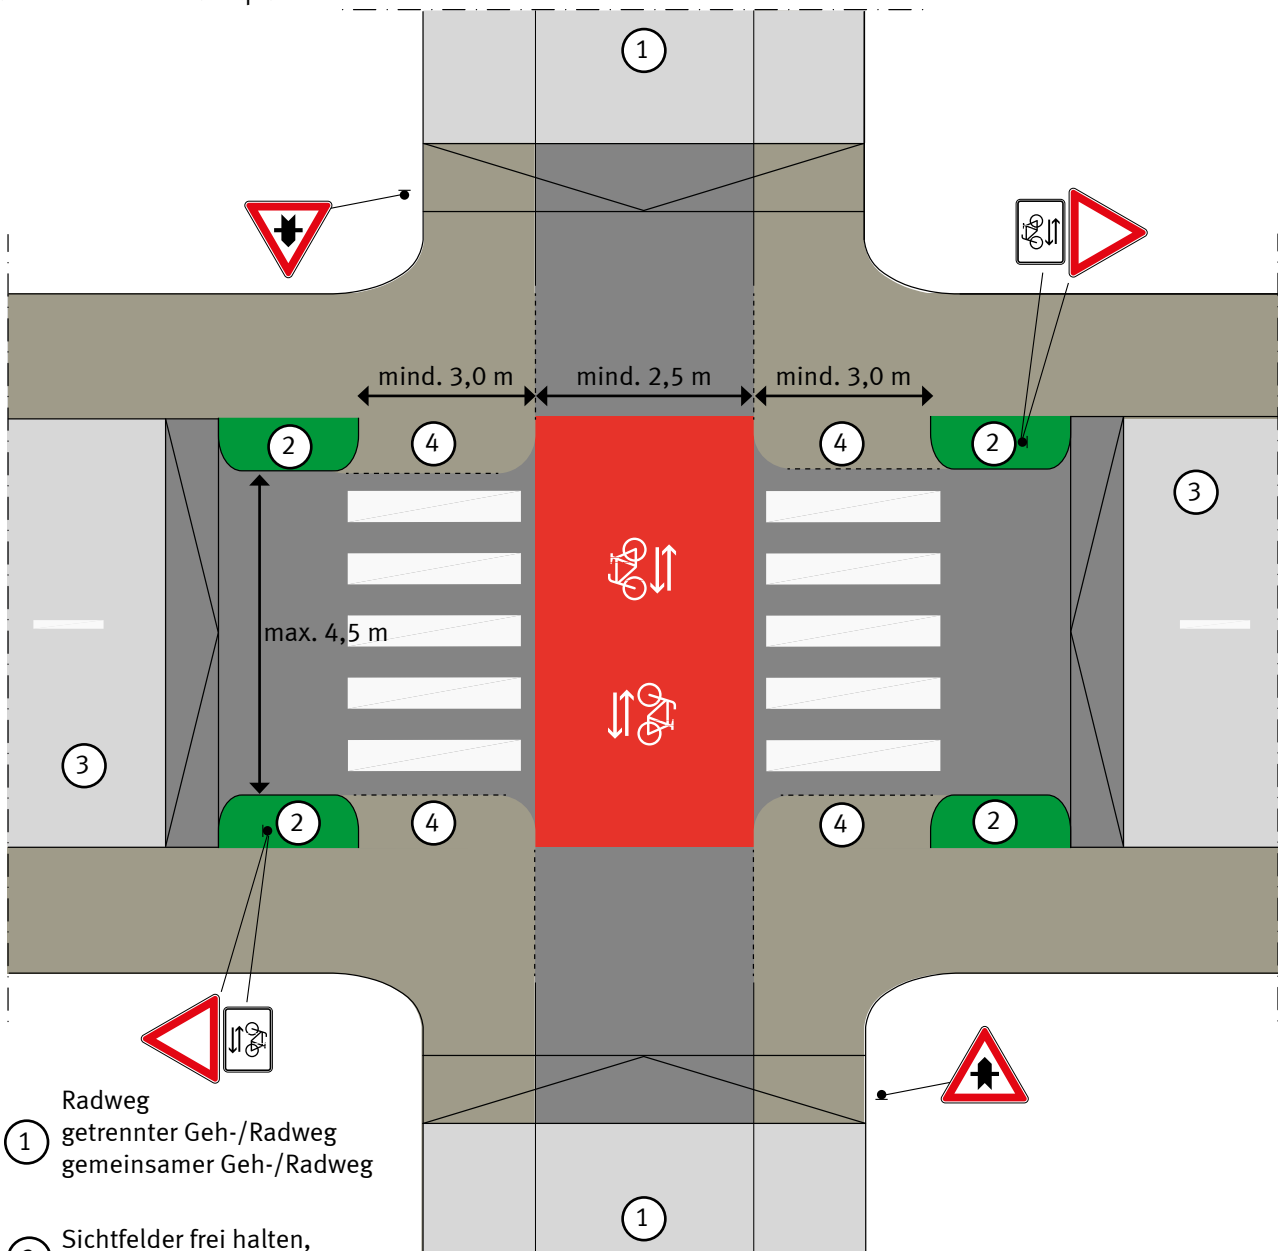 1
mind. 3,0 m
mind. 2,5 m
mind. 3,0 m
2
4
4
2
3
max. 4,5 m
3
2
4
4
2
Radweg
1 getrennter Geh-/Radweg
gemeinsamer Geh-/Radweg
1
Sichtfelder frei halten,